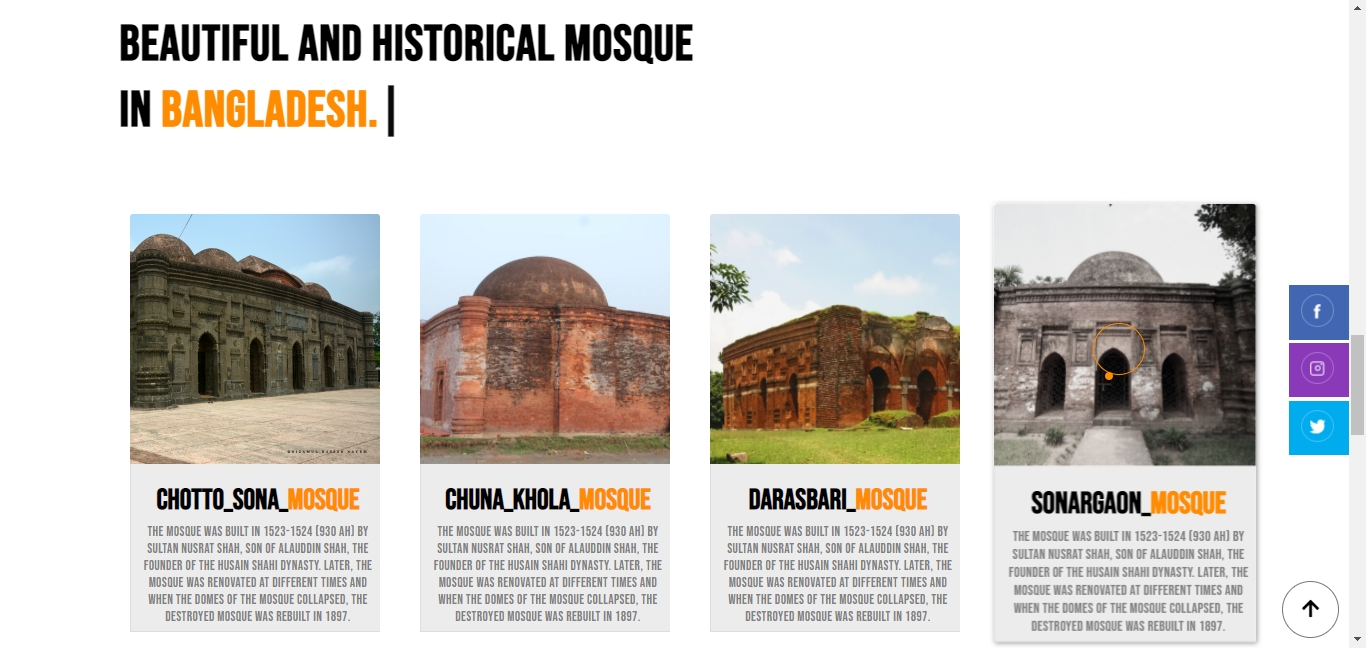 BEAUTIFUL AND HISTORICAL MOSQUE
IN BANGLADESH. |
CHOTTO_SONA_MOSQUE
THE MOSQUE WAS BUILT IN 1523-1524 (930 AH) BY
SULTAN NUSRAT SHAH, SON OF ALAUDDIN SHAH, THE
FOUNDER OF THE HUSAIN SHAHI DYNASTY. LATER, THE
MOSQUE WAS RENOVATED AT DIFFERENT TIMES AND
WHEN THE DOMES OF THE MOSQUE COLLAPSED, THE
DESTROYED MOSQUE WAS REBUILT IN 1897.
CHUNA_KHOLA_MOSQUE
THE MOSQUE WAS BUILT IN 1523-1524 (930 AH) BY
SULTAN NUSRAT SHAH, SON OF ALAUDDIN SHAH, THE
FOUNDER OF THE HUSAIN SHAHI DYNASTY. LATER, THE
MOSQUE WAS RENOVATED AT DIFFERENT TIMES AND
WHEN THE DOMES OF THE MOSQUE COLLAPSED, THE
DESTROYED MOSQUE WAS REBUILT IN 1897.
DARASBARI_MOSQUE
THE MOSQUE WAS BUILT IN 1523-1524 (930 AH) BY
SULTAN NUSRAT SHAH, SON OF ALAUDDIN SHAH, THE
FOUNDER OF THE HUSAIN SHAHI DYNASTY. LATER, THE
MOSQUE WAS RENOVATED AT DIFFERENT TIMES AND
WHEN THE DOMES OF THE MOSQUE COLLAPSED, THE
DESTROYED MOSQUE WAS REBUILT IN 1897.
SONARGAON_MOSQUE
THE MOSQUE WAS BUILT IN 1523-1524 (930 AH) BY
SULTAN NUSRAT SHAH, SON OF ALAUDDIN SHAH, THE
FOUNDER OF THE HUSAIN SHAHI DYNASTY. LATER, THE
MOSQUE WAS RENOVATED AT DIFFERENT TIMES AND
WHEN THE DOMES OF THE MOSQUE COLLAPSED, THE
DESTROYED MOSQUE WAS REBUILT IN 1897.